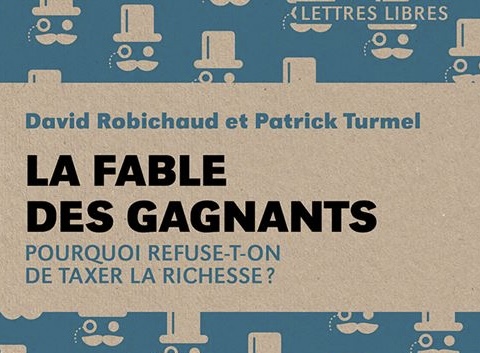 LETTRES LIBRES
David Robichaud et Patrick Turmel
LA FABLE
DES GAGNANTS
POURQUOI REFUSE-T-ON
DE TAXER LA RICHESSE ?